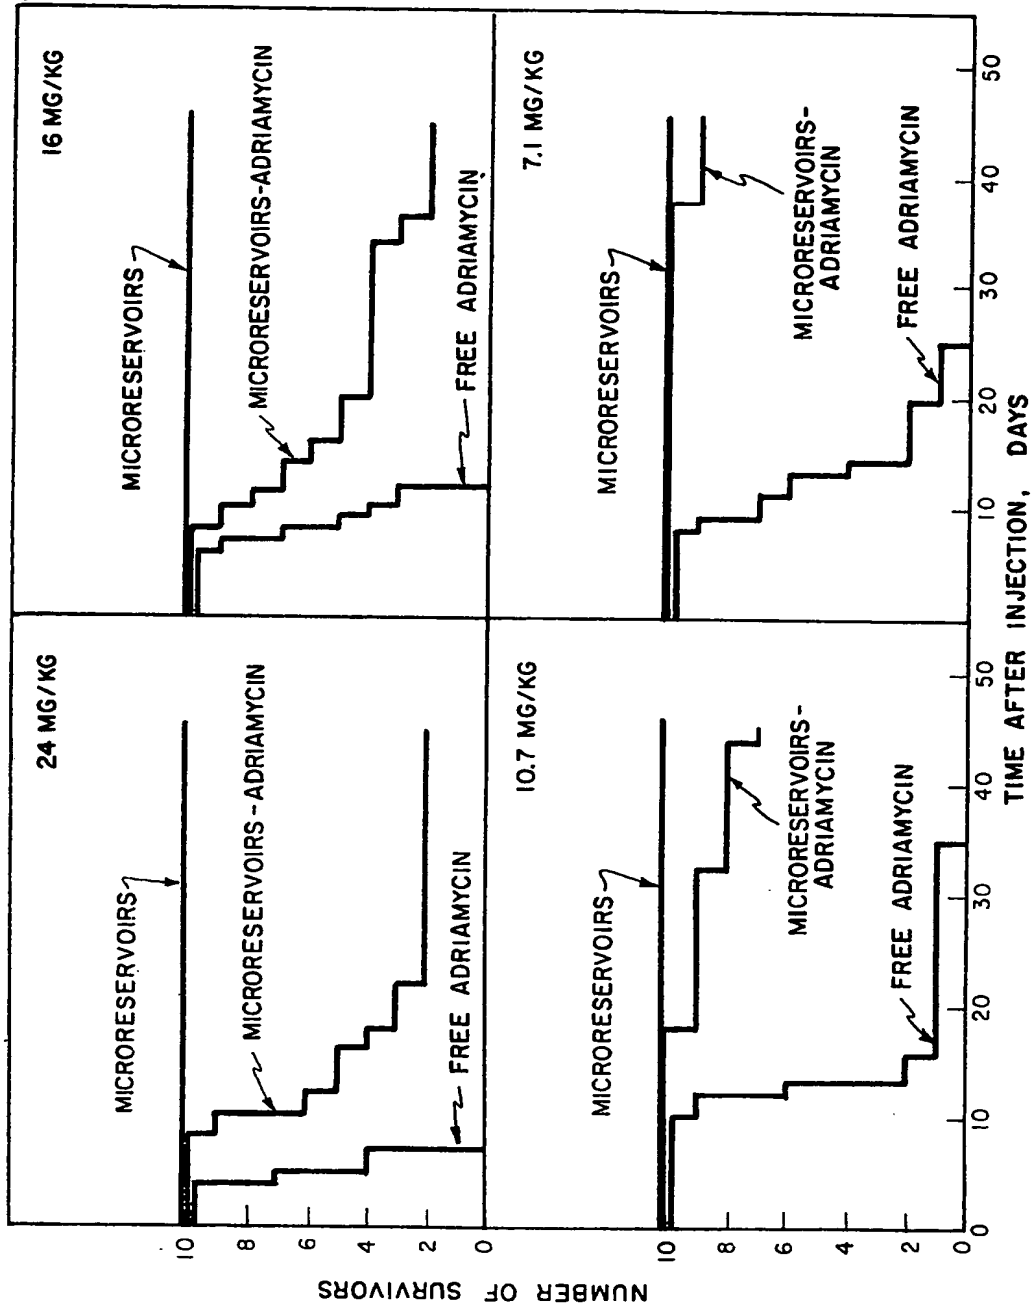 24 MG/KG
MICRORESERVOIRS
MICRORESERVOIRS-ADRIAMYCIN
FREE ADRIAMYCIN
10
8
6
4
2
0
16 MG/KG
MICRORESERVOIRS
MICRORESERVOIRS-ADRIAMYCIN
FREE ADRIAMYCIN
10.7 MG/KG
MICRORESERVOIRS
MICRORESERVOIRS-
ADRIAMYCIN
FREE ADRIAMYCIN
10
8
6
4
2
0
0
10
20
30
40
50
7.1 MG/KG
MICRORESERVOIRS
MICRORESERVOIRS-
ADRIAMYCIN
FREE ADRIAMYCIN
10
20
30
40
50
NUMBER OF SURVIVORS
TIME AFTER INJECTION, DAYS